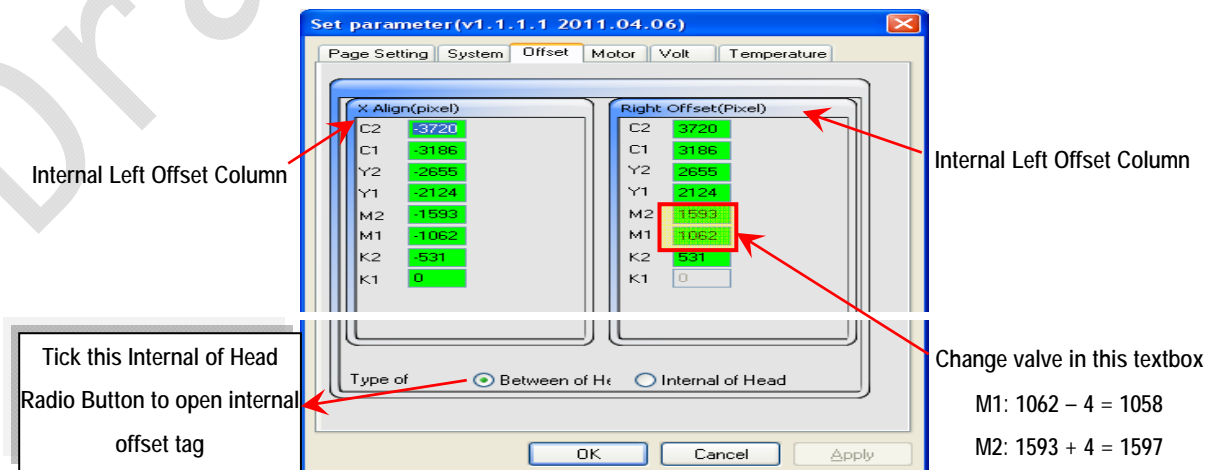 Dra
Set parameter(v1.1.1.1 2011.04.06)
Page Setting System Offset Motor Volt Temperature
X Align(pixel)
C2 -3720
C1 -3186
Y2 -2655
Y1 -2124
M2 -1593
M1 -1062
K2 -531
K1 0
Right Offset(Pixel)
C2 3720
C1 3186
Y2 2655
Y1 2124
M2 1593
M1 1062
K2 531
K1 0
Type of Between of He Internal of Head
OK Cancel Apply
Internal Left Offset Column
Internal Left Offset Column
Tick this Internal of Head
Radio Button to open internal
offset tag
Change valve in this textbox
M1: 1062 – 4 = 1058
M2: 1593 + 4 = 1597